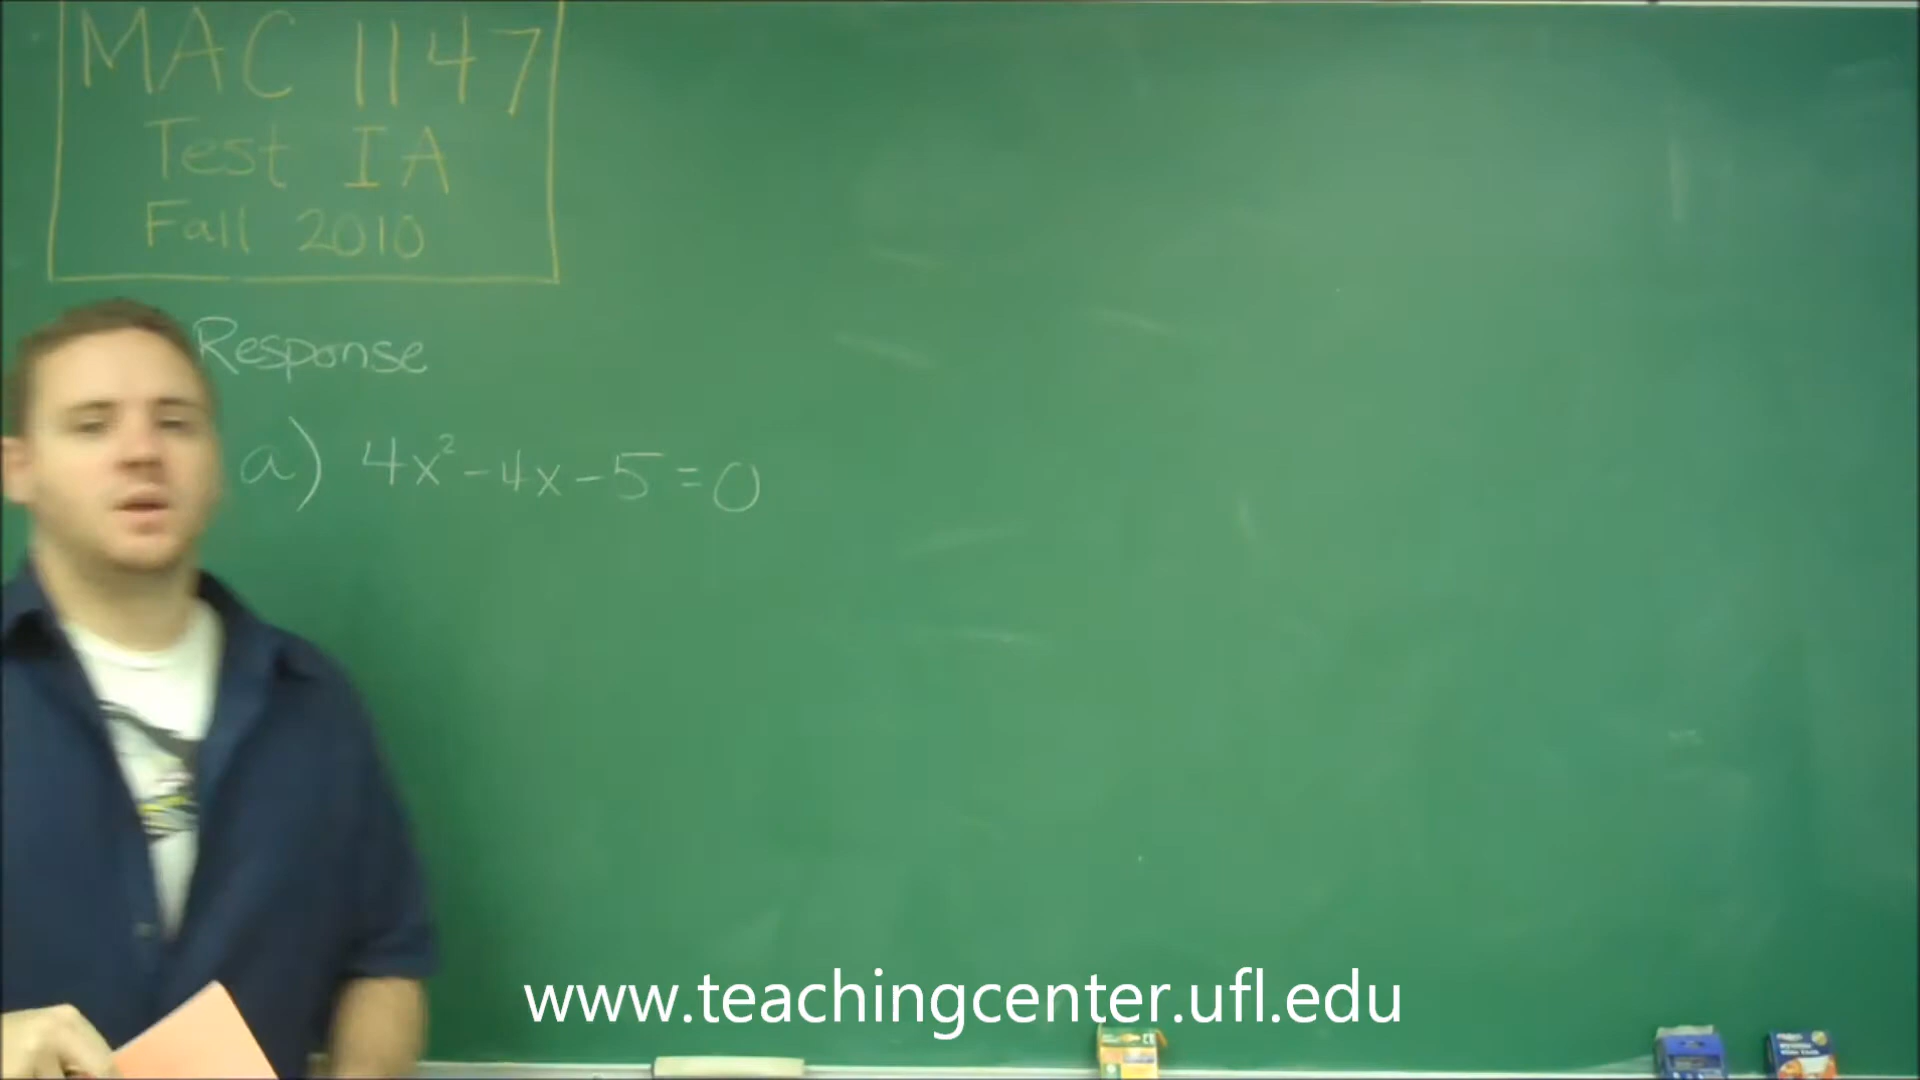 MAC 1147
Test IA
Fall 2010
Response
a) 4x² - 4x - 5 = 0
www.teachingcenter.ufl.edu